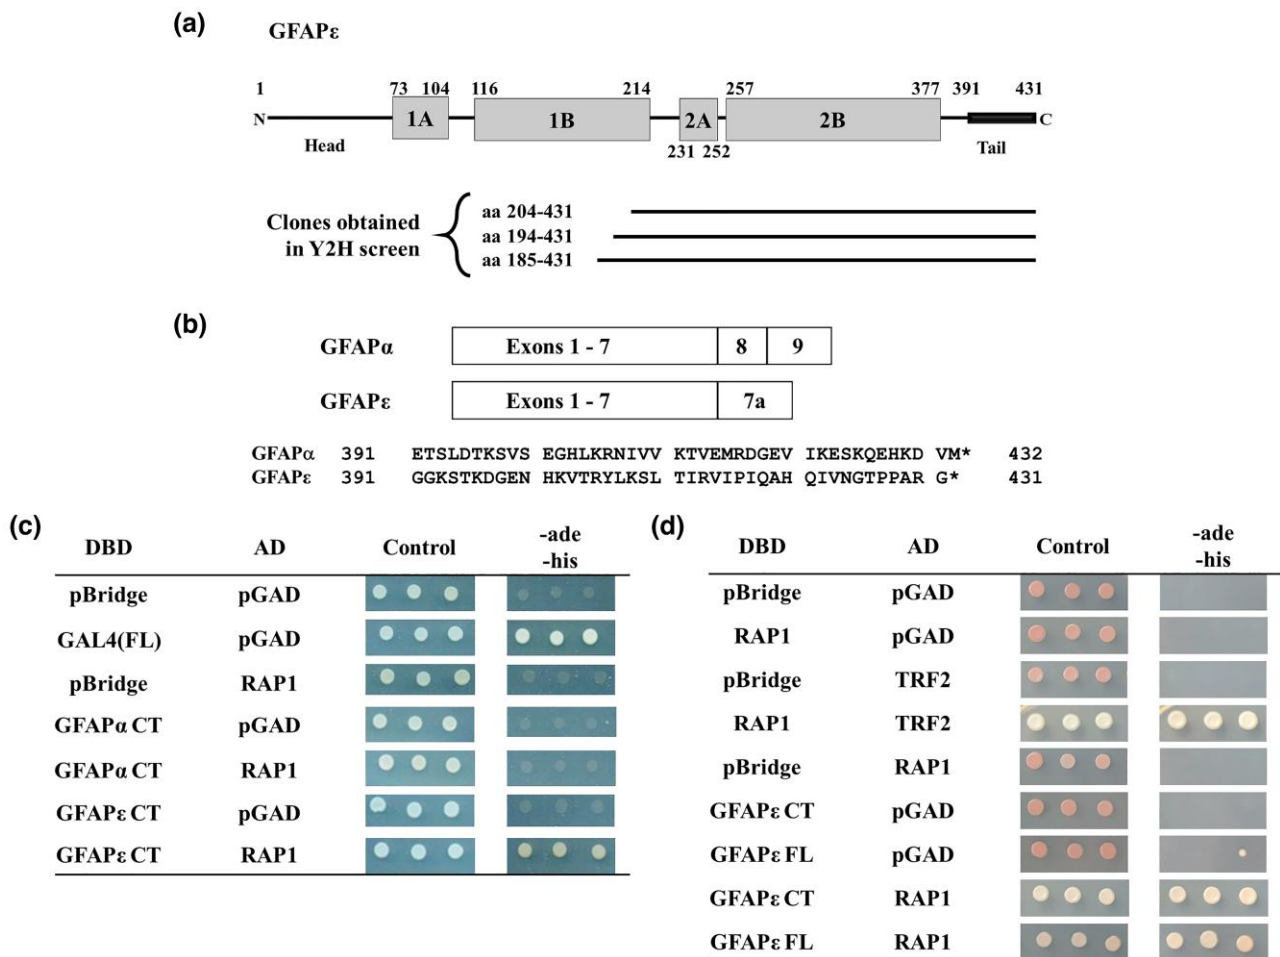 (a)
GFAPε
1 73 104 116 214 257 377 391 431
N 1A 1B 2A 2B C
Head 231 252 Tail
Clones obtained
in Y2H screen
aa 204-431
aa 194-431
aa 185-431
(b)
GFAPα Exons 1 - 7 8 9
GFAPε Exons 1 - 7 7a
GFAPα 391 ETSLDTKSVS EGHLKRNIVV KTVEMRDGEV IKESKQEHKD VM* 432
GFAPε 391 GGKSTKDGEN HKVTRYLKSL TIRVIPIQAH QIVNGTPPAR G* 431
(c)
DBD AD Control -ade
-his
pBridge pGAD
GAL4(FL) pGAD
pBridge RAP1
GFAPα CT pGAD
GFAPα CT RAP1
GFAPε CT pGAD
GFAPε CT RAP1
(d)
DBD AD Control -ade
-his
pBridge pGAD
RAP1 pGAD
pBridge TRF2
RAP1 TRF2
pBridge RAP1
GFAPε CT pGAD
GFAPε FL pGAD
GFAPε CT RAP1
GFAPε FL RAP1